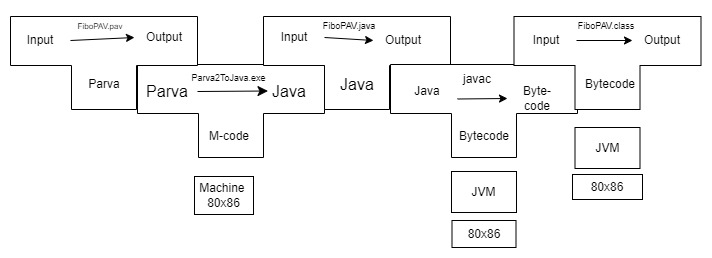 FiboPAV.pav
Input Output
Parva
Parva2ToJava.exe
Parva Java
M-code
Machine
80x86
FiboPAV.java
Input Output
Java
javac
Java Byte-
code
Bytecode
JVM
80x86
FiboPAV.class
Input Output
Bytecode
JVM
80x86